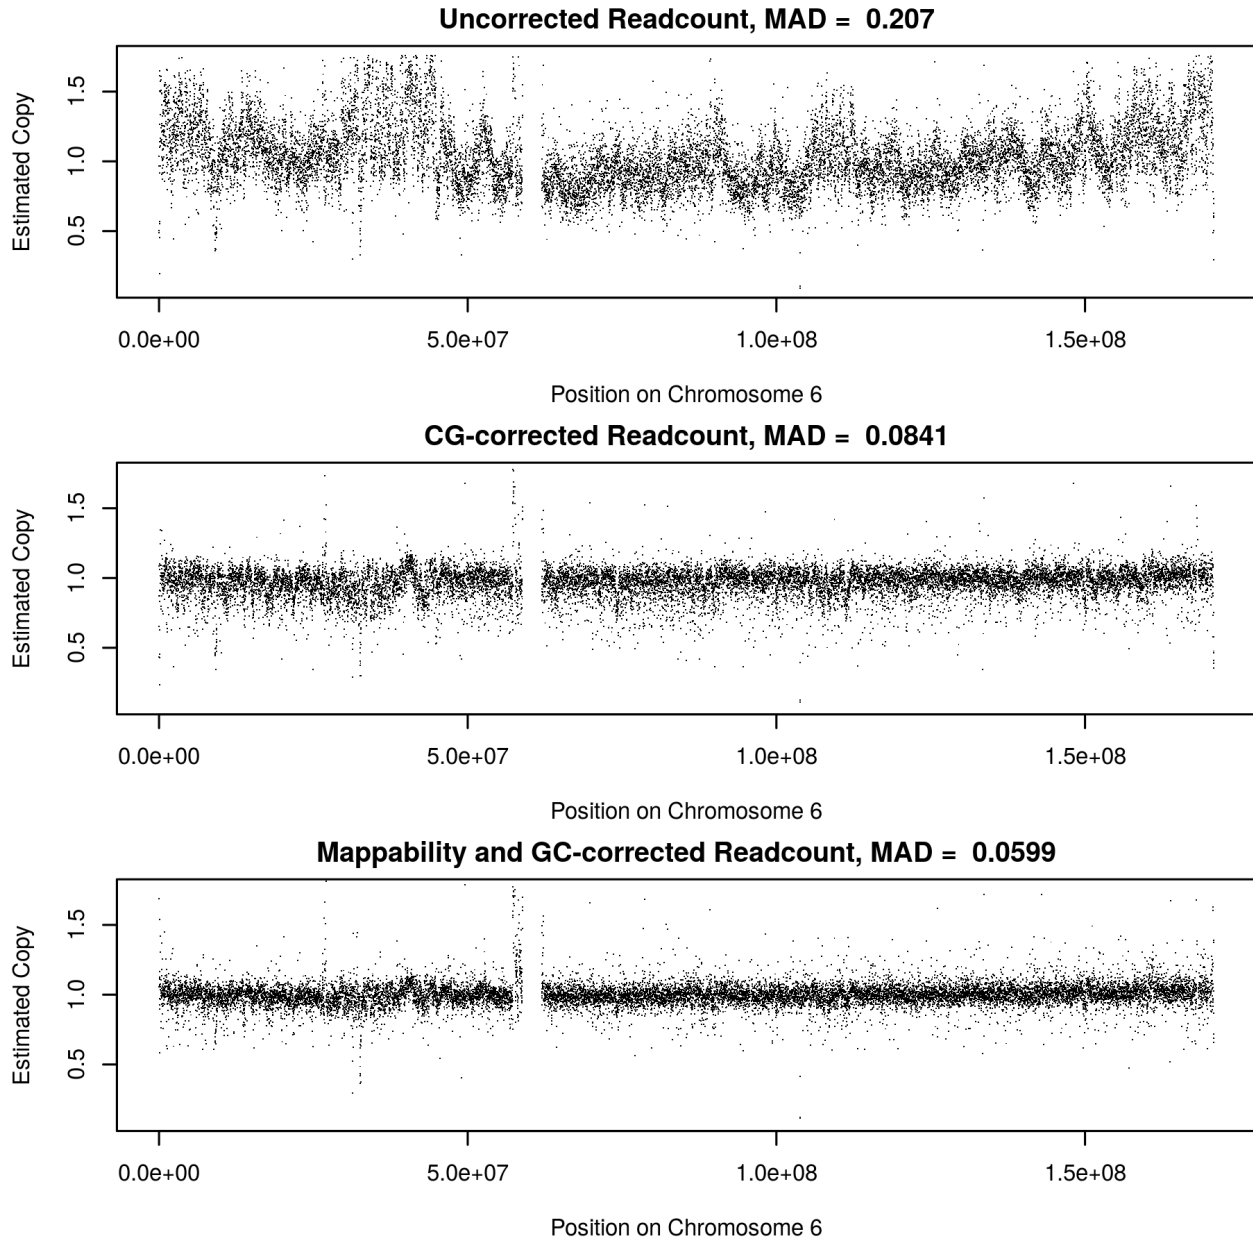 Uncorrected Readcount, MAD =  0.207
Estimated Copy
1.5
1.0
0.5
0.0e+00 5.0e+07 1.0e+08 1.5e+08
Position on Chromosome 6
CG-corrected Readcount, MAD =  0.0841
Estimated Copy
1.5
1.0
0.5
0.0e+00 5.0e+07 1.0e+08 1.5e+08
Position on Chromosome 6
Mappability and GC-corrected Readcount, MAD =  0.0599
Estimated Copy
1.5
1.0
0.5
0.0e+00 5.0e+07 1.0e+08 1.5e+08
Position on Chromosome 6